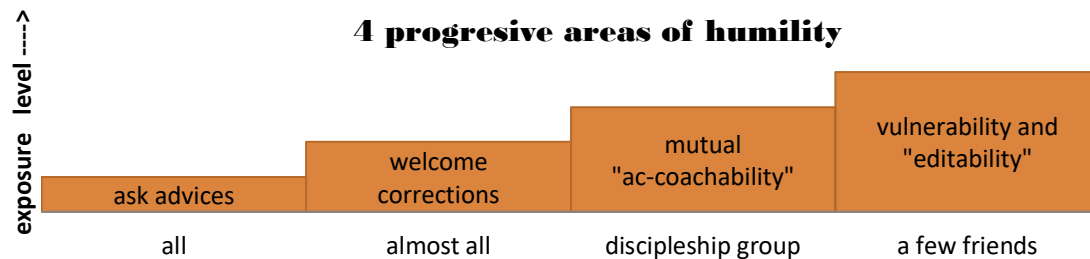 4 progresive areas of humility
exposure level ---->
ask advices
welcome
corrections
mutual
"ac-coachability"
vulnerability and
"editability"
all
almost all
discipleship group
a few friends